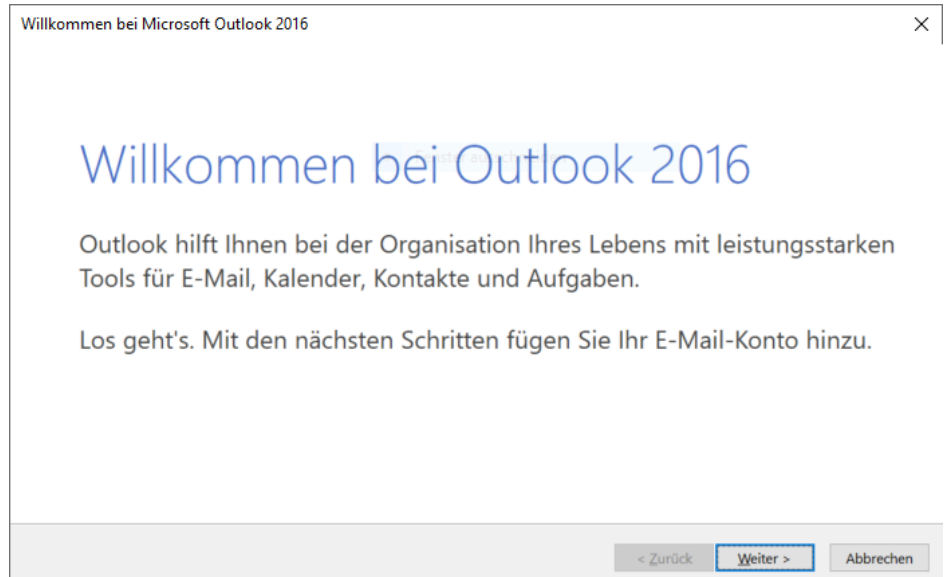 Willkommen bei Microsoft Outlook 2016
Willkommen bei Outlook 2016
Outlook hilft Ihnen bei der Organisation Ihres Lebens mit leistungsstarken
Tools für E-Mail, Kalender, Kontakte und Aufgaben.
Los geht's. Mit den nächsten Schritten fügen Sie Ihr E-Mail-Konto hinzu.
< Zurück Weiter > Abbrechen